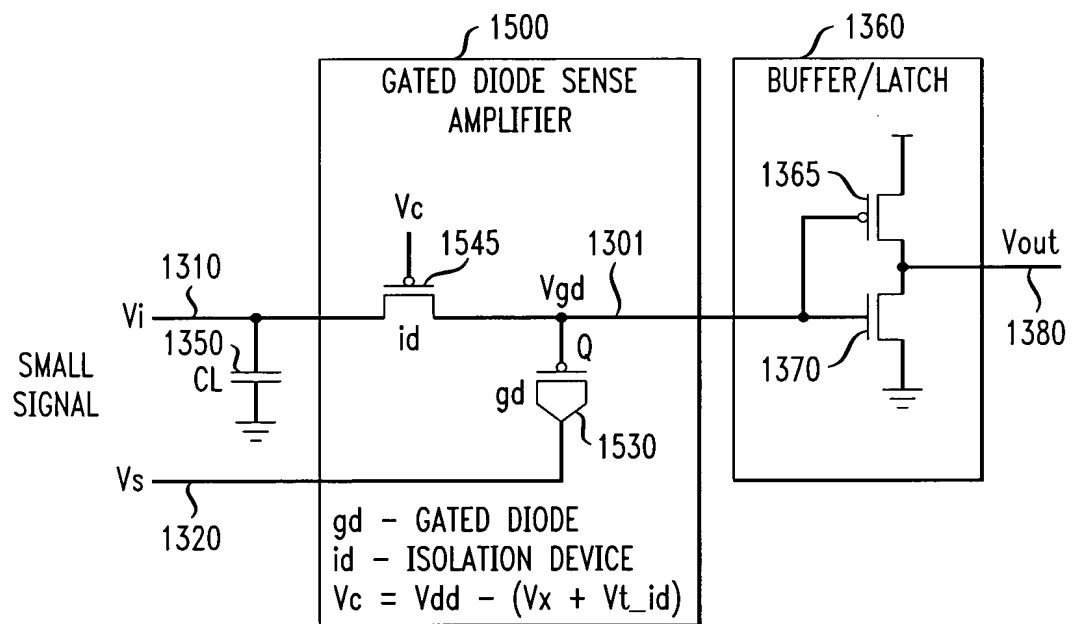 1500
1360
GATED DIODE SENSE
AMPLIFIER
BUFFER/LATCH
1365
Vc
1545
1301
Vout
1310
Vgd
Vi
id
Q
1380
1350
CL
SMALL
SIGNAL
gd
1530
1370
Vs
1320
gd – GATED DIODE
id – ISOLATION DEVICE
Vc = Vdd – (Vx + Vt_id)